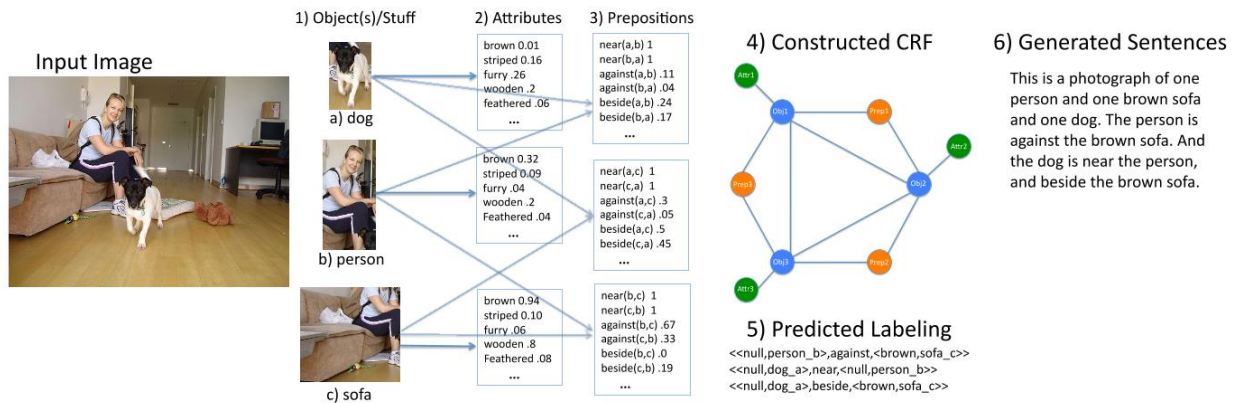 Input Image
1) Object(s)/Stuff
a) dog
b) person
c) sofa
2) Attributes
brown 0.01
striped 0.16
furry .26
wooden .2
feathered .06
...
brown 0.32
striped 0.09
furry .04
wooden .2
Feathered .04
...
brown 0.94
striped 0.10
furry .06
wooden .8
Feathered .08
...
3) Prepositions
near(a,b) 1
near(b,a) 1
against(a,b) .11
against(b,a) .04
beside(a,b) .24
beside(b,a) .17
...
near(a,c) 1
near(c,a) 1
against(a,c) .3
against(c,a) .05
beside(a,c) .5
beside(c,a) .45
...
near(b,c) 1
near(c,b) 1
against(b,c) .67
against(c,b) .33
beside(b,c) .0
beside(c,b) .19
...
4) Constructed CRF
Attr1
Obj1
Prep1
Attr2
Obj2
Prep3
Obj3
Prep2
Attr3
5) Predicted Labeling
<<null,person_b>,against,<brown,sofa_c>>
<<null,dog_a>,near,<null,person_b>>
<<null,dog_a>,beside,<brown,sofa_c>>
6) Generated Sentences
This is a photograph of one
person and one brown sofa
and one dog. The person is
against the brown sofa. And
the dog is near the person,
and beside the brown sofa.